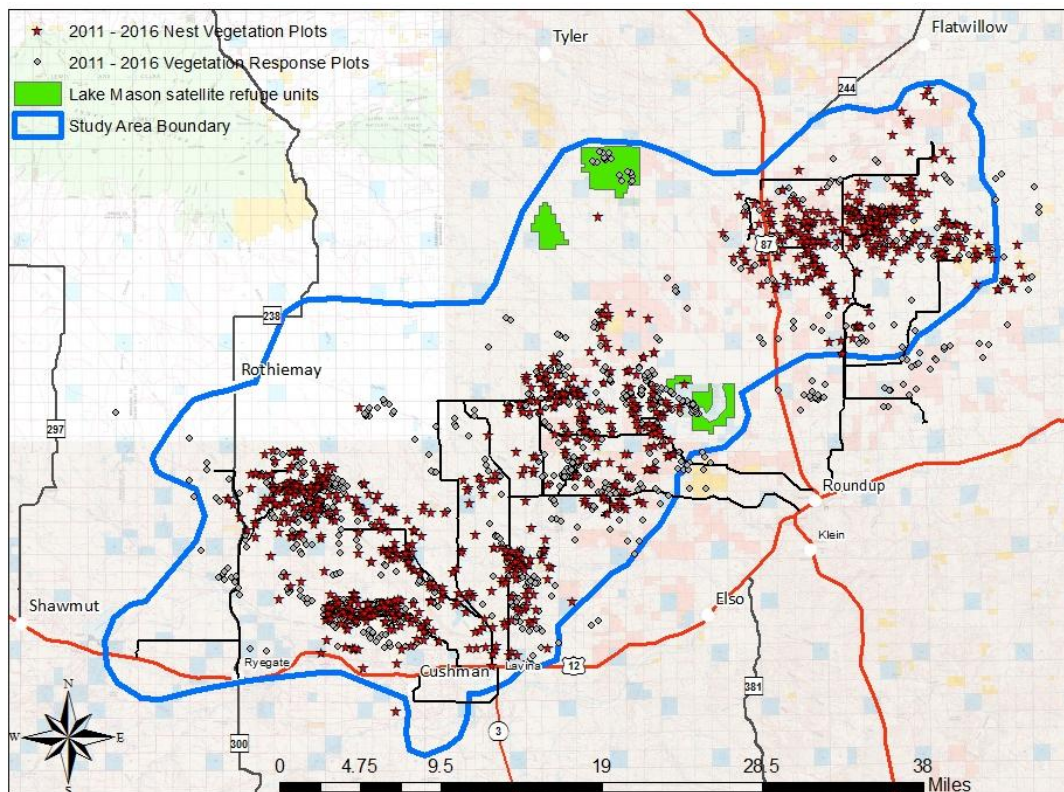 2011 - 2016 Nest Vegetation Plots
2011 - 2016 Vegetation Response Plots
Lake Mason satellite refuge units
Study Area Boundary
Tyler
Flatwillow
244
87
238
Rothiemay
297
Roundup
Klein
Shawmut
Elso
Ryegate
Cushman
Lavina
12
381
3
300
N
W E
S
0 4.75 9.5 19 28.5 38
Miles